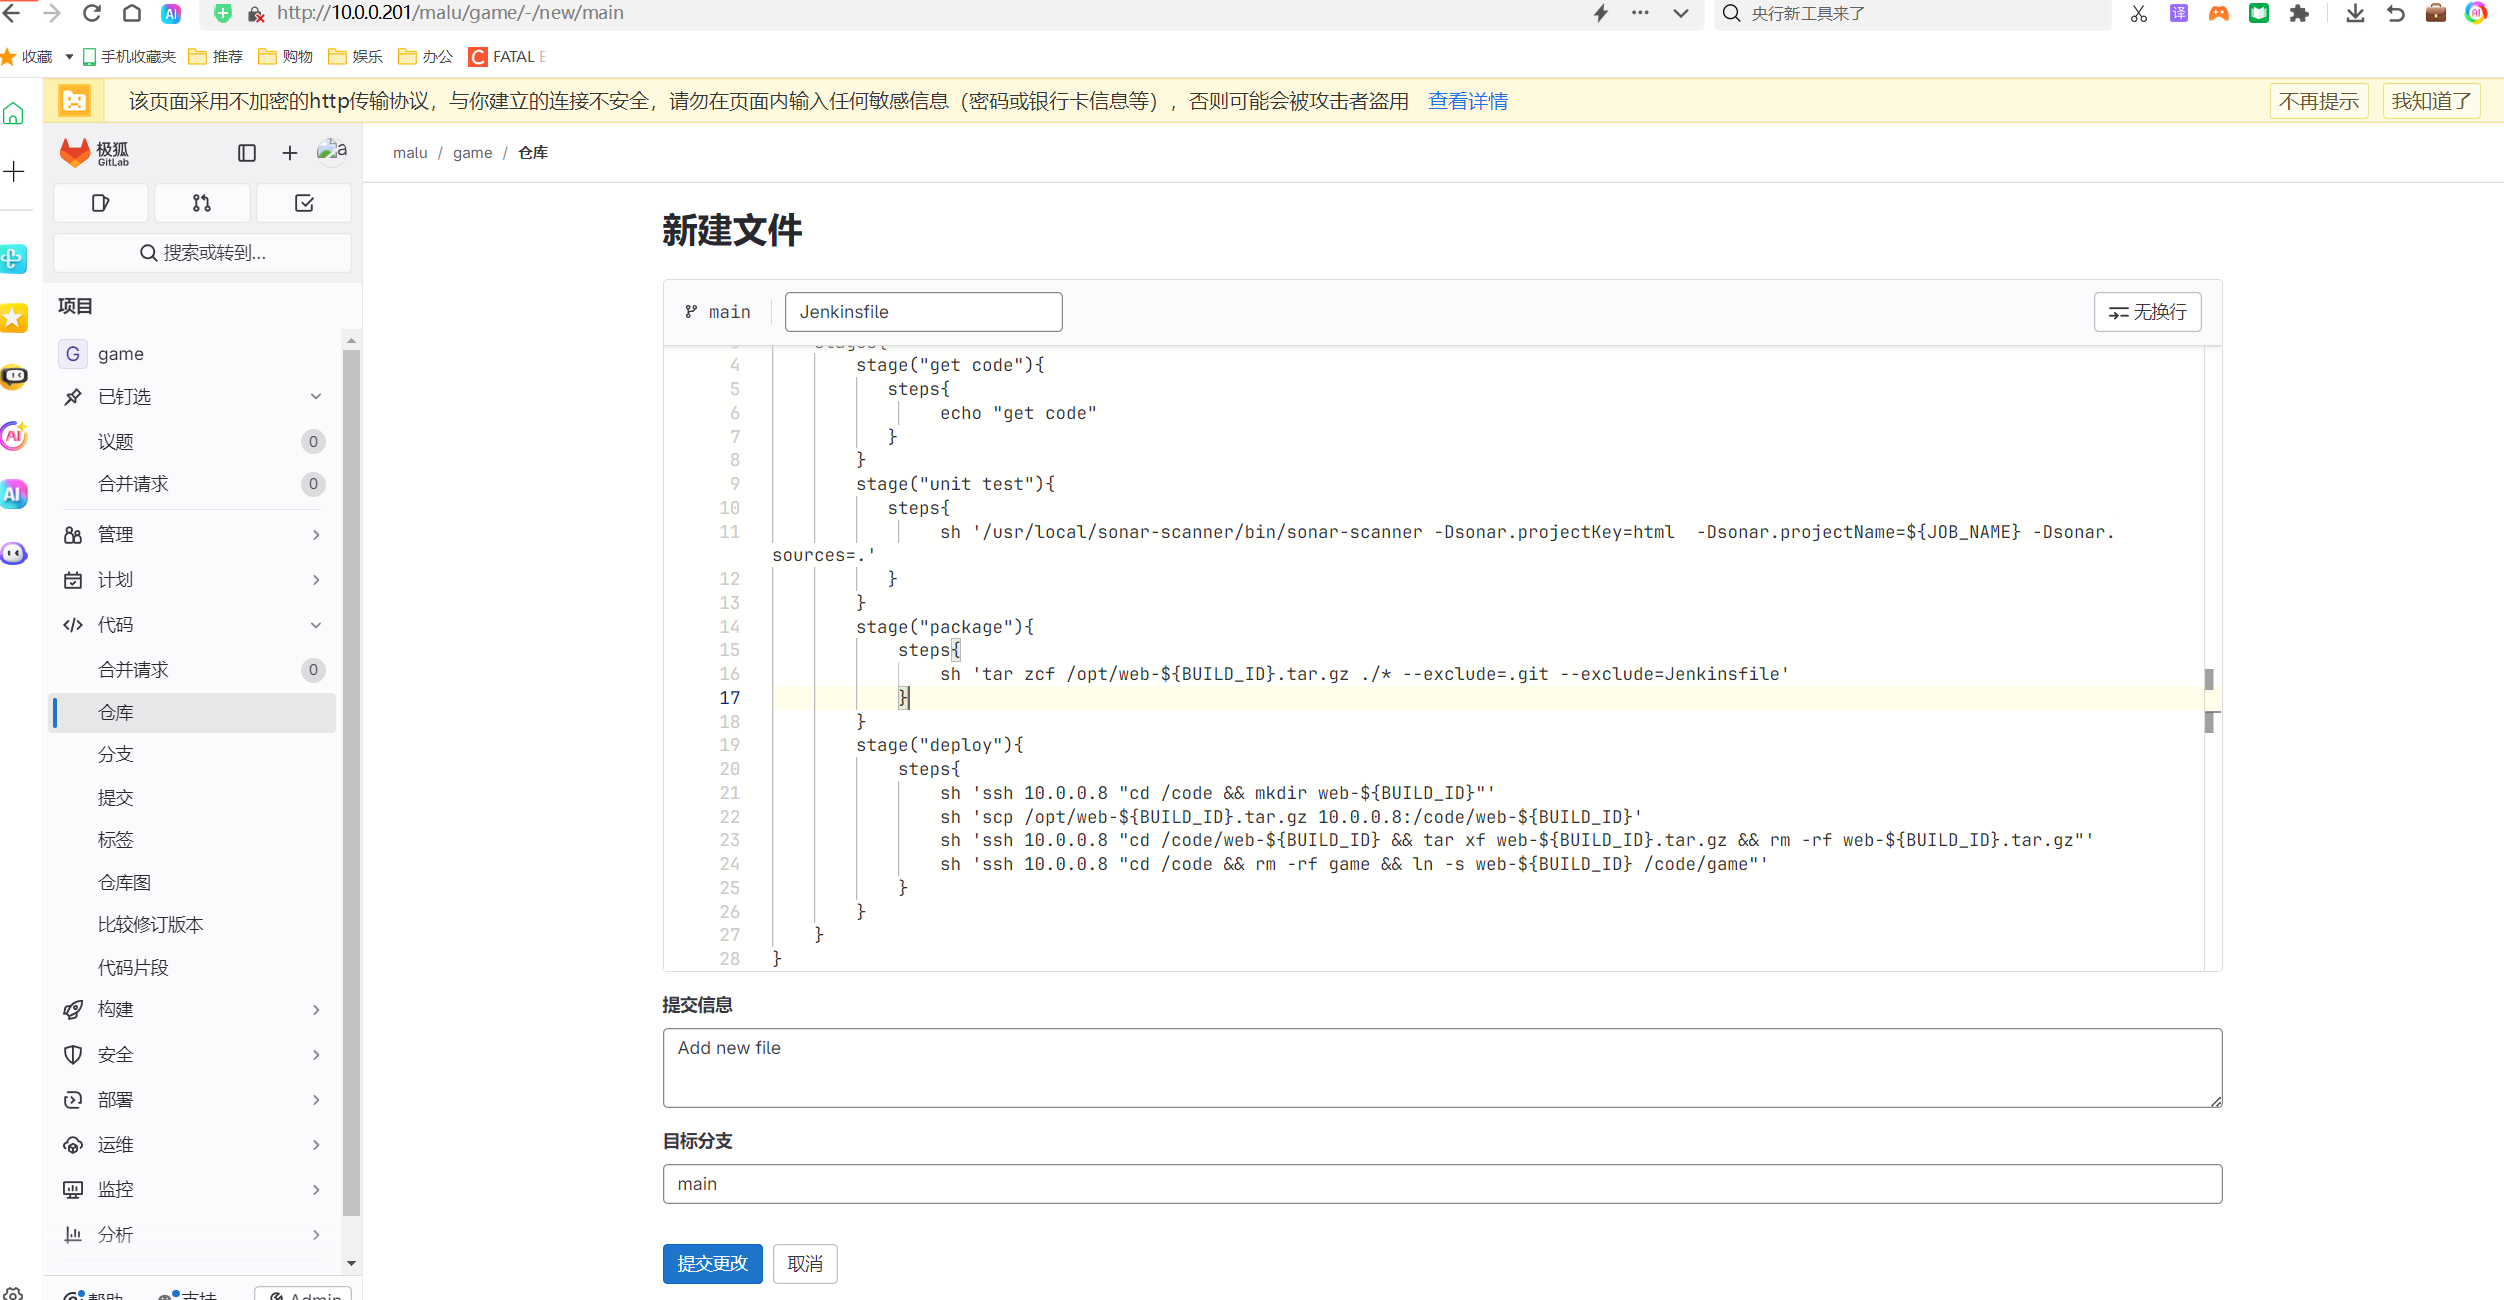 http://10.0.0.201/malu/game/-/new/main
央行新工具来了
收藏
手机收藏夹
推荐
购物
娱乐
办公
FATAL E
该页面采用不加密的http传输协议，与你建立的连接不安全，请勿在页面内输入任何敏感信息（密码或银行卡信息等），否则可能会被攻击者盗用 查看详情
不再提示
我知道了
极狐
GitLab
malu / game / 仓库
搜索或转到...
项目
G game
已钉选
议题 0
合并请求 0
管理
计划
代码
合并请求 0
仓库
分支
提交
标签
仓库图
比较修订版本
代码片段
构建
安全
部署
运维
监控
分析
帮助
支持
Admin
新建文件
main
Jenkinsfile
无换行
4 stage("get code"){
5 steps{
6 echo "get code"
7 }
8 }
9 stage("unit test"){
10 steps{
11 sh '/usr/local/sonar-scanner/bin/sonar-scanner -Dsonar.projectKey=html  -Dsonar.projectName=${JOB_NAME} -Dsonar.
sources=.'
12 }
13 }
14 stage("package"){
15 steps{
16 sh 'tar zcf /opt/web-${BUILD_ID}.tar.gz ./* --exclude=.git --exclude=Jenkinsfile'
17 }
18 }
19 stage("deploy"){
20 steps{
21 sh 'ssh 10.0.0.8 "cd /code && mkdir web-${BUILD_ID}"'
22 sh 'scp /opt/web-${BUILD_ID}.tar.gz 10.0.0.8:/code/web-${BUILD_ID}'
23 sh 'ssh 10.0.0.8 "cd /code/web-${BUILD_ID} && tar xf web-${BUILD_ID}.tar.gz && rm -rf web-${BUILD_ID}.tar.gz"'
24 sh 'ssh 10.0.0.8 "cd /code && rm -rf game && ln -s web-${BUILD_ID} /code/game"'
25 }
26 }
27 }
28 }
提交信息
Add new file
目标分支
main
提交更改
取消